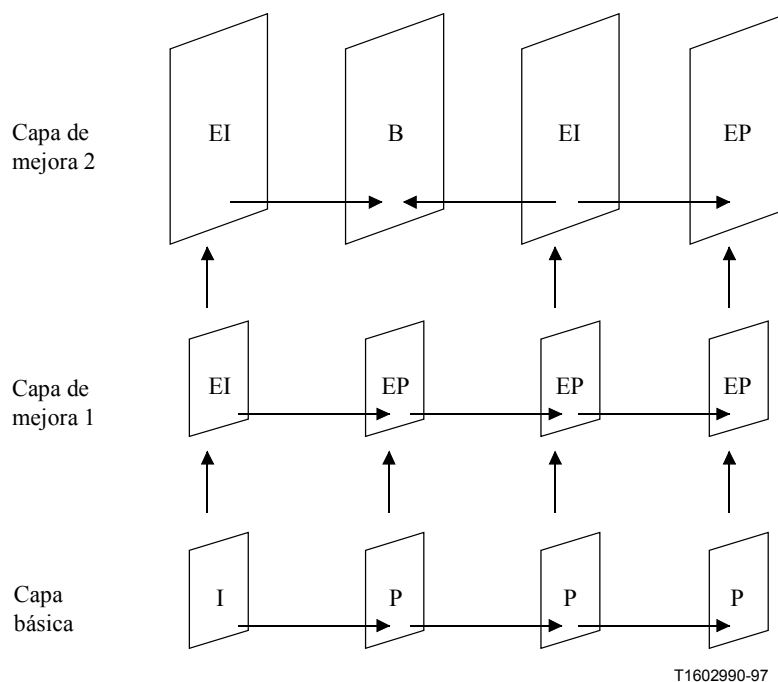 Capa de
mejora 2
EI
B
EI
EP
Capa de
mejora 1
EI
EP
EP
EP
Capa
básica
I
P
P
P
T1602990-97